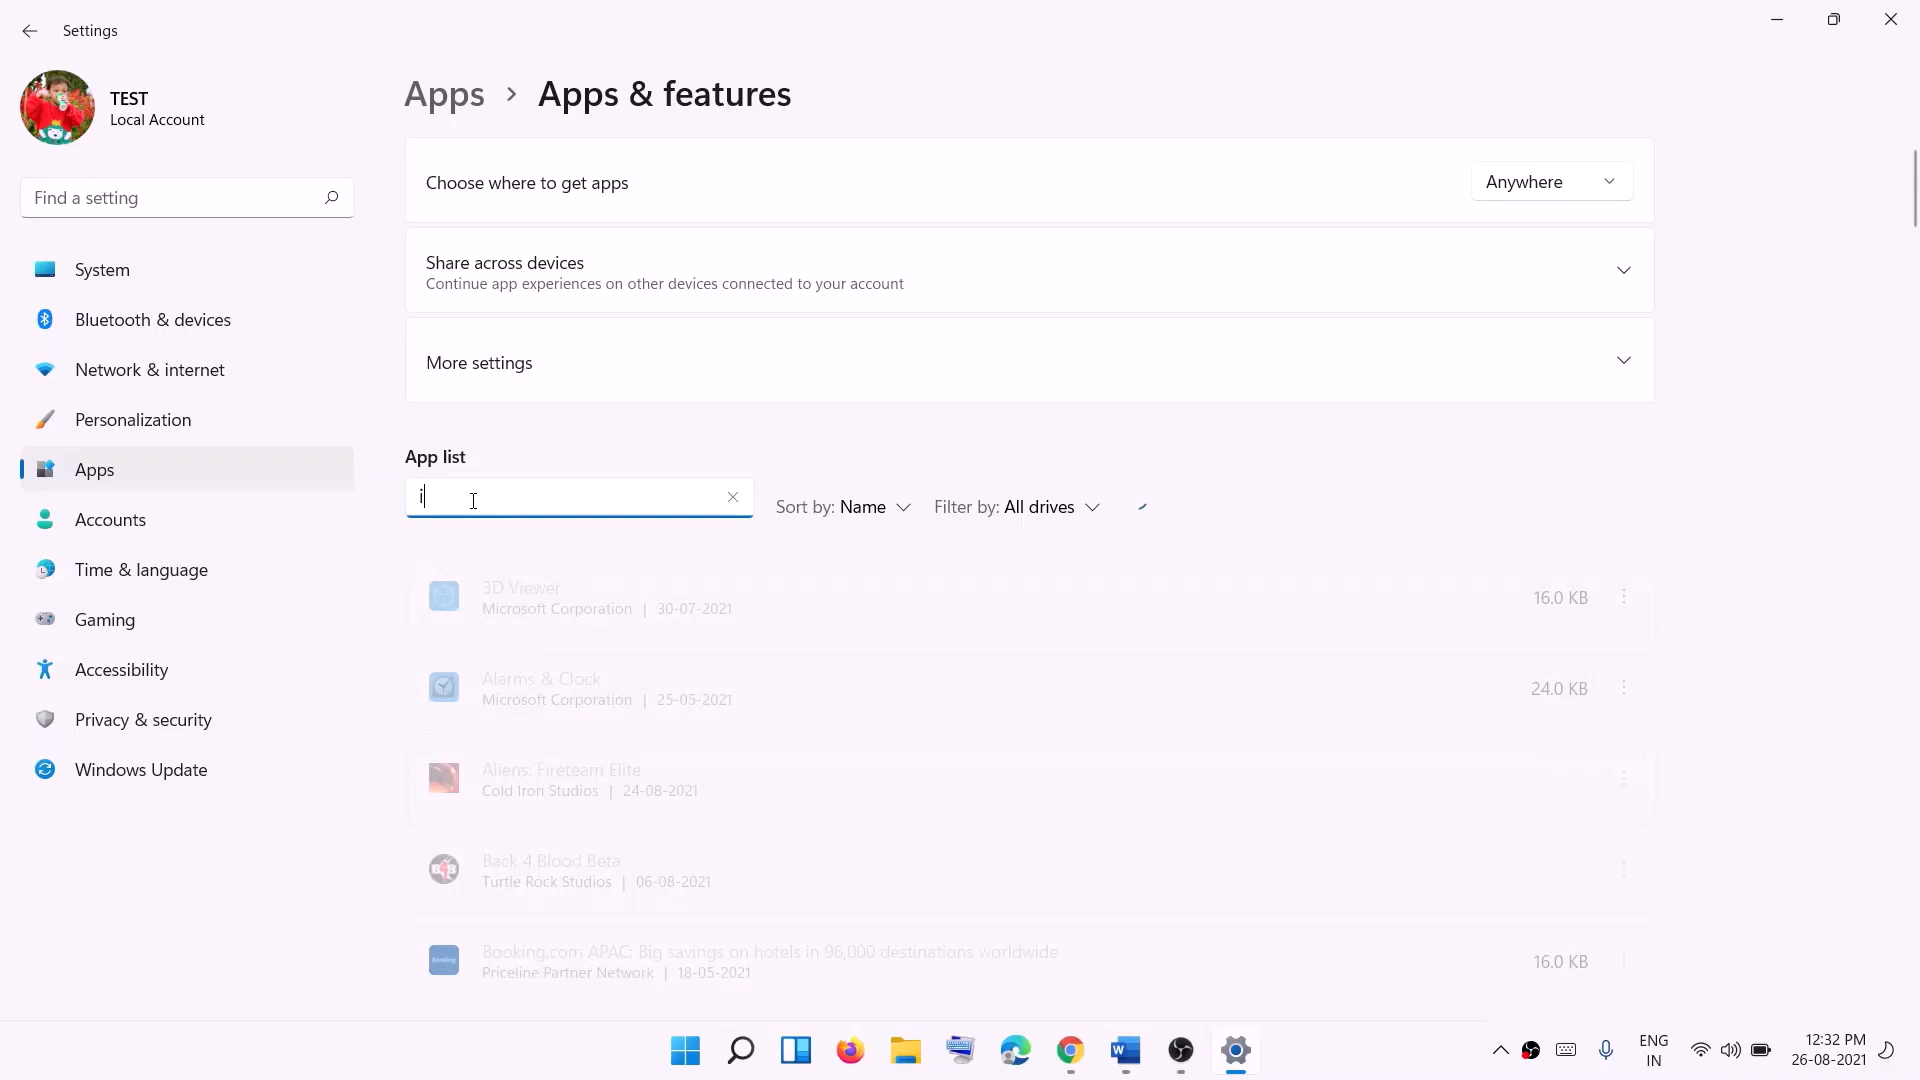 Settings
TEST
Local Account
Find a setting
System
Bluetooth & devices
Network & internet
Personalization
Apps
Accounts
Time & language
Gaming
Accessibility
Privacy & security
Windows Update
Apps > Apps & features
Choose where to get apps
Anywhere
Share across devices
Continue app experiences on other devices connected to your account
More settings
App list
i
Sort by: Name
Filter by: All drives
3D Viewer
Microsoft Corporation | 30-07-2021
16.0 KB
Alarms & Clock
Microsoft Corporation | 25-05-2021
24.0 KB
Aliens: Fireteam Elite
Cold Iron Studios | 24-08-2021
Back 4 Blood Beta
Turtle Rock Studios | 06-08-2021
B4B
Booking.com APAC: Big savings on hotels in 96,000 destinations worldwide
Priceline Partner Network | 18-05-2021
16.0 KB
W
ENG
IN
12:32 PM
26-08-2021